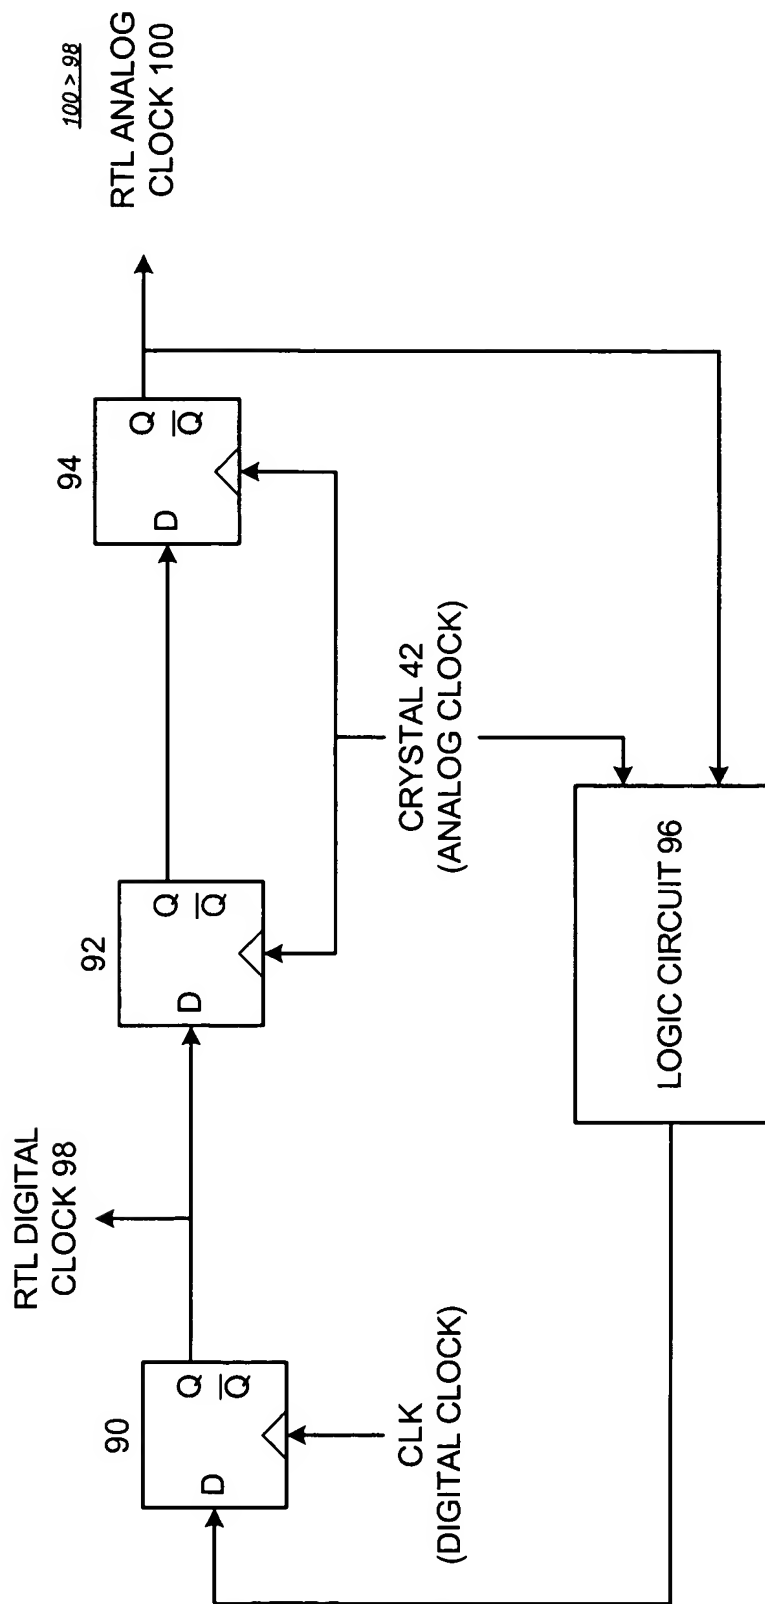 100 > 98
RTL ANALOG
CLOCK 100
94
D
Q
Q
92
D
Q
Q
RTL DIGITAL
CLOCK 98
90
D
Q
Q
CRYSTAL 42
(ANALOG CLOCK)
CLK
(DIGITAL CLOCK)
LOGIC CIRCUIT 96